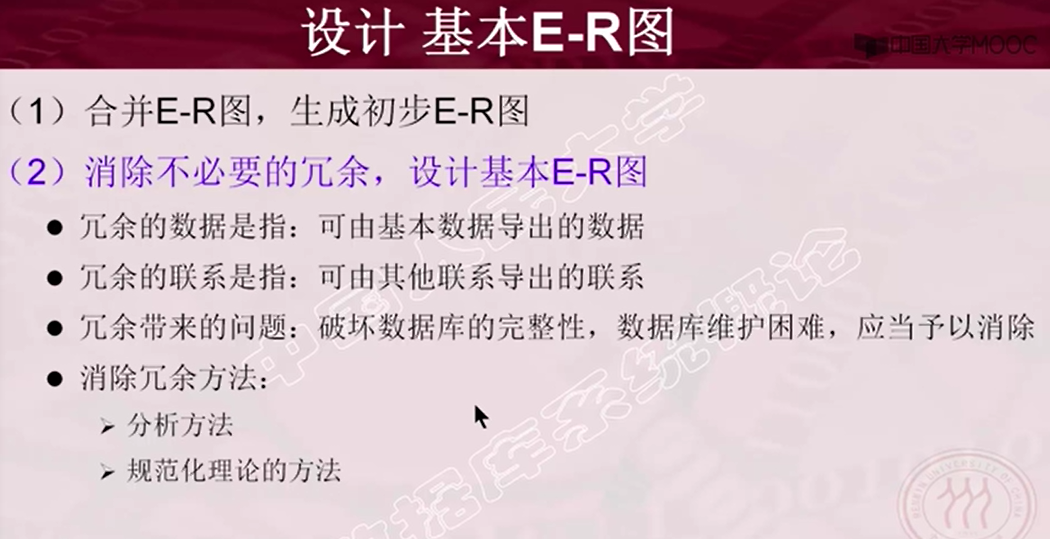 设计 基本E-R图
中国大学MOOC
（1）合并E-R图，生成初步E-R图
（2）消除不必要的冗余，设计基本E-R图
● 冗余的数据是指：可由基本数据导出的数据
● 冗余的联系是指：可由其他联系导出的联系
● 冗余带来的问题：破坏数据库的完整性，数据库维护困难，应当予以消除
● 消除冗余方法：
➢ 分析方法
➢ 规范化理论的方法
中国人民大学
数据库系统概论
RENMIN UNIVERSITY OF CHINA